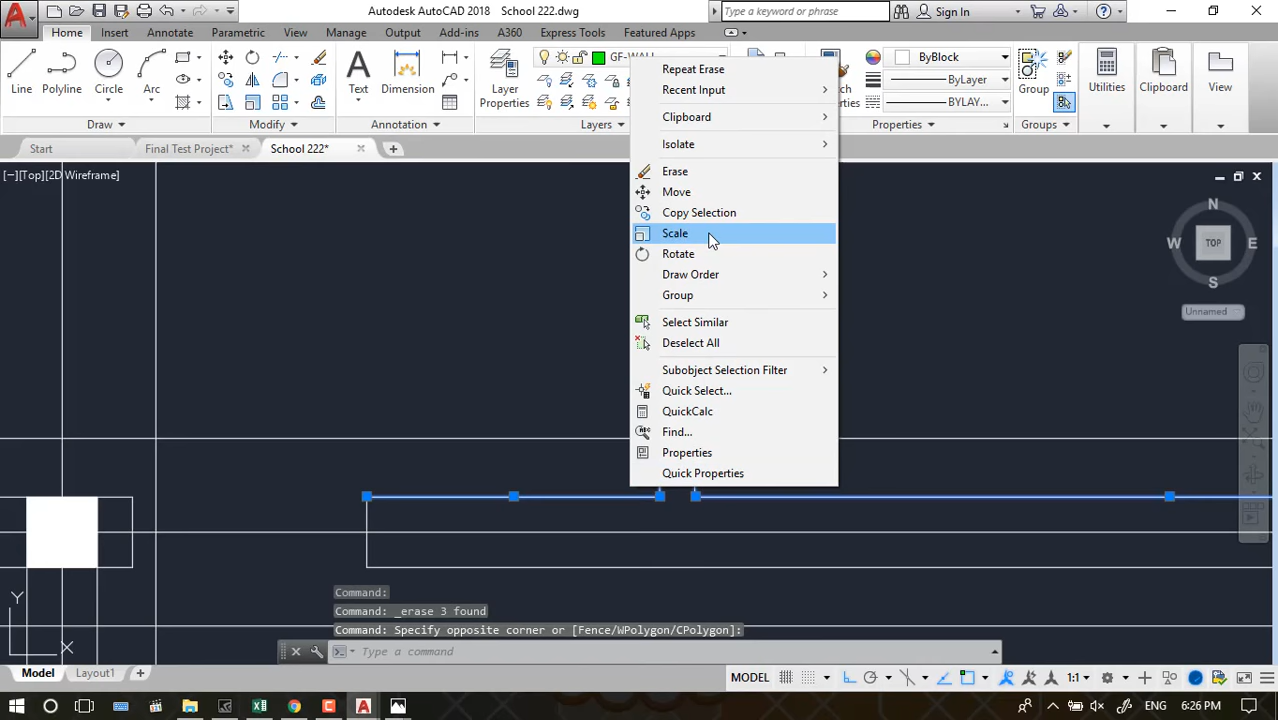 Autodesk AutoCAD 2018 School 222.dwg
Type a keyword or phrase
Sign In
Home Insert Annotate Parametric View Manage Output Add-ins A360 Express Tools Featured Apps
Line Polyline Circle Arc
Draw
Modify
Text Dimension
Annotation
Layer Properties
GF-WALL
Layers
ByBlock
ByLayer
BYLAY...
Properties
Group
Groups
Utilities
Clipboard
View
Start Final Test Project* School 222*
[−][Top][2D Wireframe]
Repeat Erase
Recent Input
Clipboard
Isolate
Erase
Move
Copy Selection
Scale
Rotate
Draw Order
Group
Select Similar
Deselect All
Subobject Selection Filter
Quick Select...
QuickCalc
Find...
Properties
Quick Properties
N
W TOP E
S
Unnamed
Y
X
Command:
Command: _erase 3 found
Command: Specify opposite corner or [Fence/WPolygon/CPolygon]:
Type a command
Model Layout1
MODEL
1:1
ENG 6:26 PM